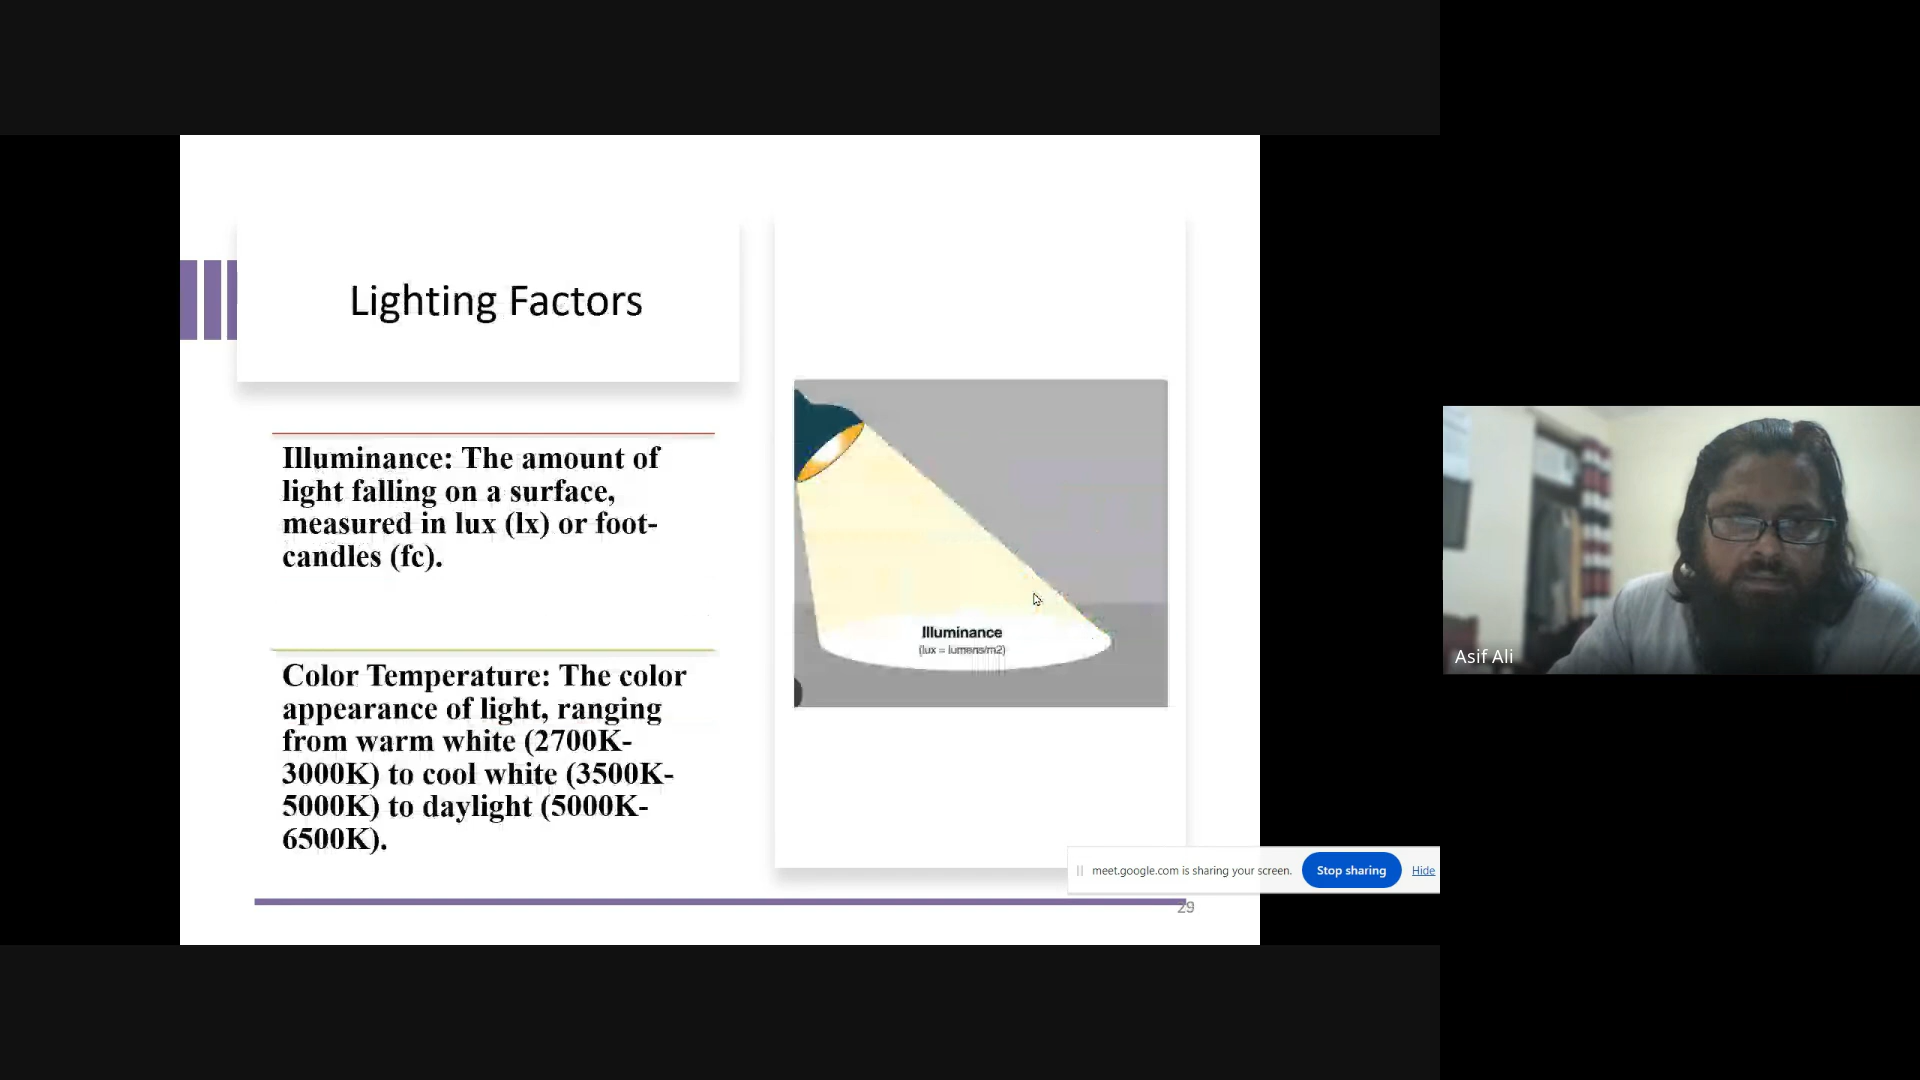 Lighting Factors
Illuminance: The amount of
light falling on a surface,
measured in lux (lx) or foot-
candles (fc).
Color Temperature: The color
appearance of light, ranging
from warm white (2700K-
3000K) to cool white (3500K-
5000K) to daylight (5000K-
6500K).
Illuminance
(lux = lumens/m2)
meet.google.com is sharing your screen.
Stop sharing
Hide
29
Asif Ali